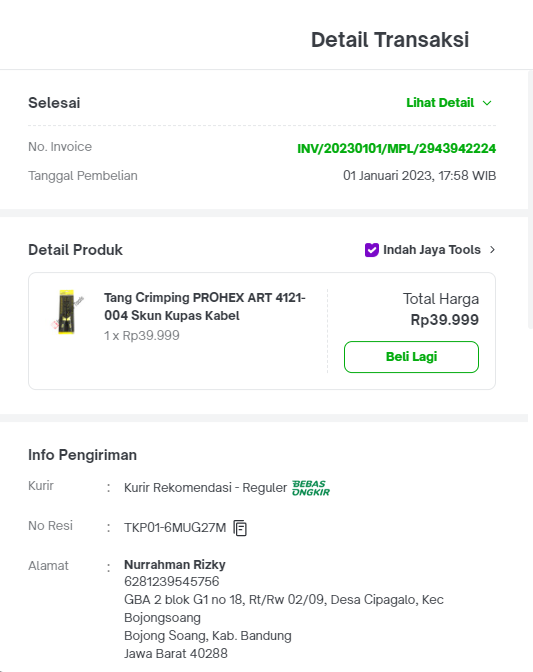 Detail Transaksi
Selesai
Lihat Detail
No. Invoice
INV/20230101/MPL/2943942224
Tanggal Pembelian
01 Januari 2023, 17:58 WIB
Detail Produk
Indah Jaya Tools
Tang Crimping PROHEX ART 4121-
004 Skun Kupas Kabel
1 x Rp39.999
Total Harga
Rp39.999
Beli Lagi
Info Pengiriman
Kurir : Kurir Rekomendasi - Reguler BEBAS ONGKIR
No Resi : TKP01-6MUG27M
Alamat : Nurrahman Rizky
6281239545756
GBA 2 blok G1 no 18, Rt/Rw 02/09, Desa Cipagalo, Kec
Bojongsoang
Bojong Soang, Kab. Bandung
Jawa Barat 40288